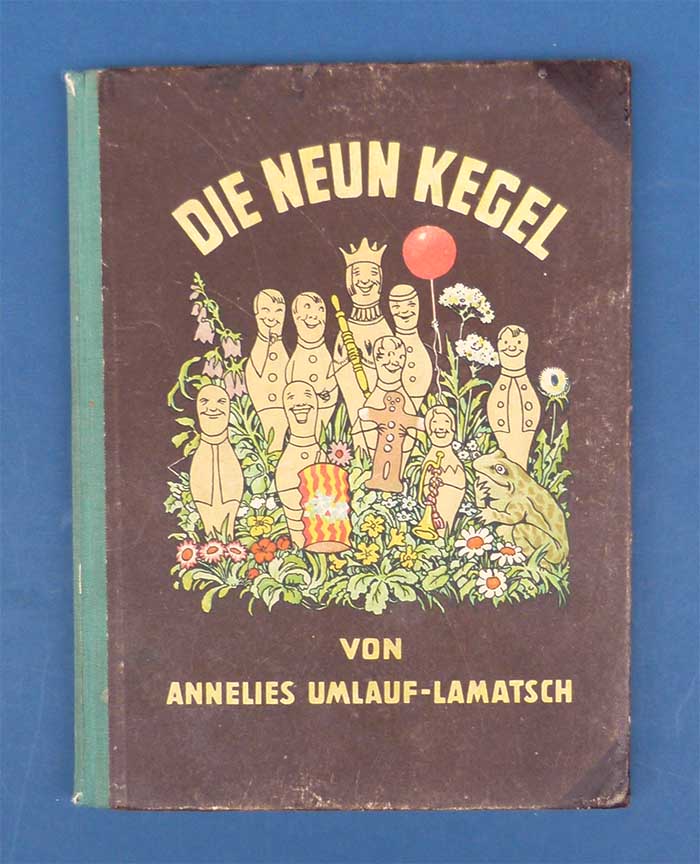 DIE NEUN KEGEL
VON
ANNELIES UMLAUF-LAMATSCH